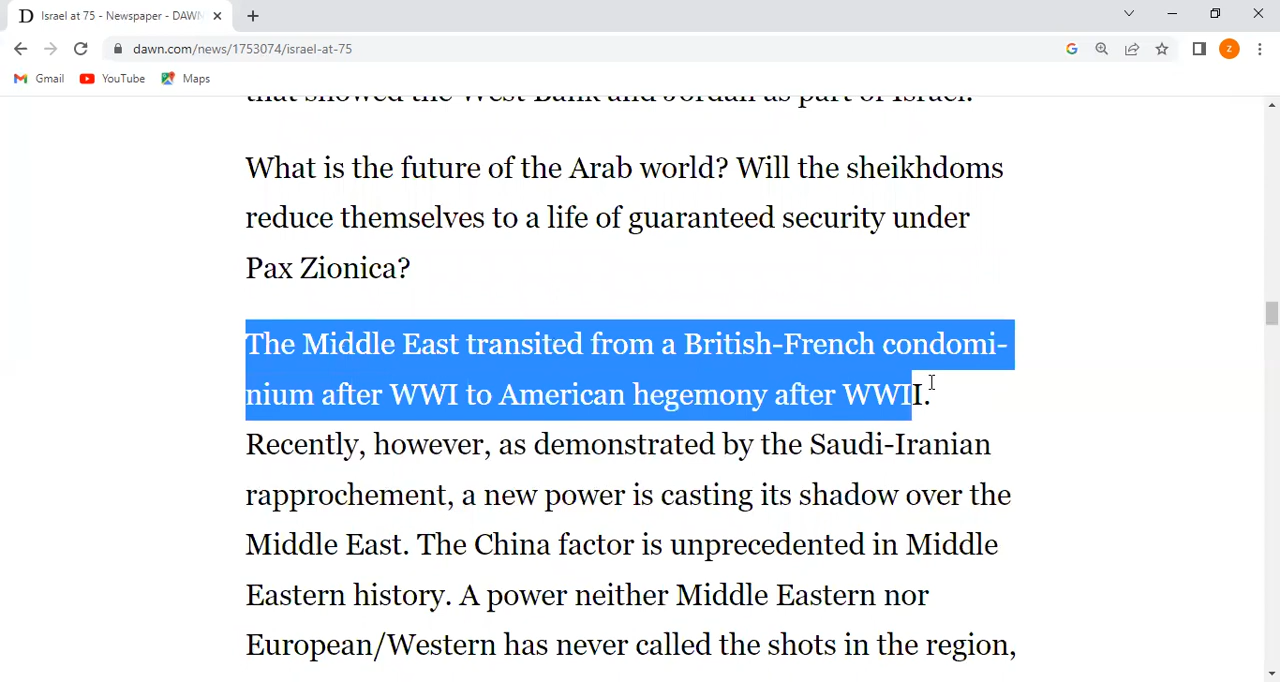 D Israel at 75 - Newspaper - DAWN
dawn.com/news/1753074/israel-at-75
G
Z
Gmail YouTube Maps
that showed the West Bank and Jordan as part of Israel.
What is the future of the Arab world? Will the sheikhdoms
reduce themselves to a life of guaranteed security under
Pax Zionica?
The Middle East transited from a British-French condomi-
nium after WWI to American hegemony after WWII.
Recently, however, as demonstrated by the Saudi-Iranian
rapprochement, a new power is casting its shadow over the
Middle East. The China factor is unprecedented in Middle
Eastern history. A power neither Middle Eastern nor
European/Western has never called the shots in the region,